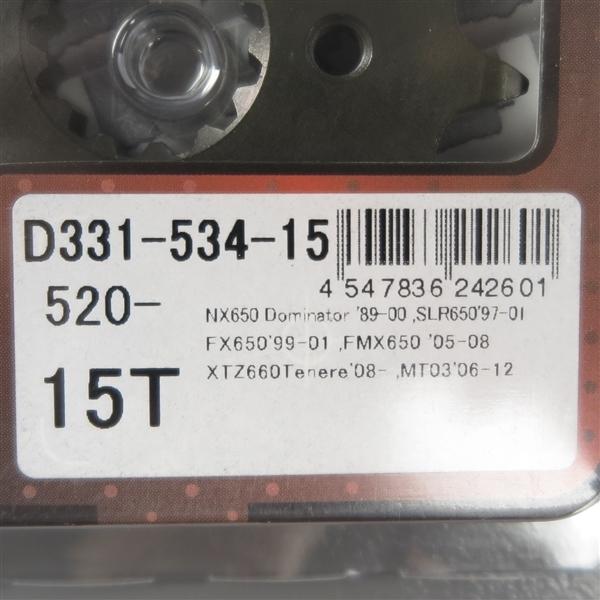 D331-534-15
4 547836 242601
520-
NX650 Dominator '89-00 ,SLR650'97-01
FX650'99-01 ,FMX650 '05-08
15T
XTZ660Tenere'08- ,MT03'06-12